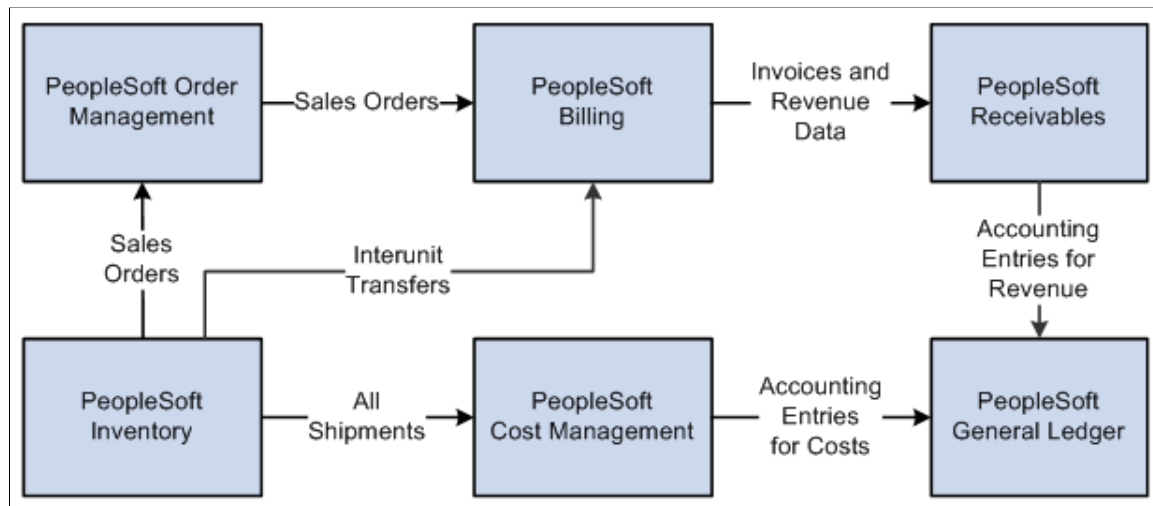 PeopleSoft Order
Management
Sales Orders
PeopleSoft
Billing
Invoices and
Revenue
Data
PeopleSoft
Receivables
Sales
Orders
Interunit
Transfers
Accounting
Entries for
Revenue
PeopleSoft
Inventory
All
Shipments
PeopleSoft
Cost Management
Accounting
Entries
for Costs
PeopleSoft
General Ledger